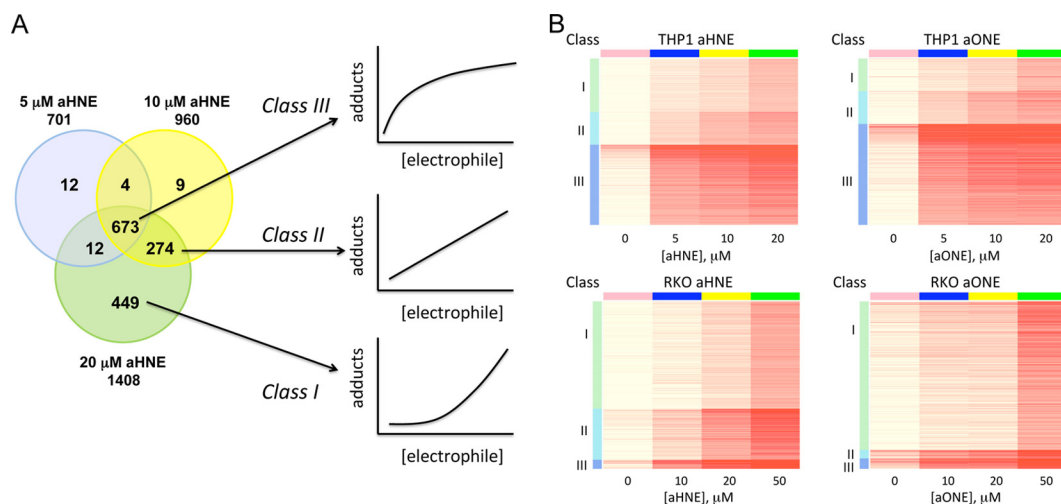 A
5 μM aHNE
701
10 μM aHNE
960
12
4
9
673
12
274
449
20 μM aHNE
1408
Class III
Class II
Class I
adducts
[electrophile]
adducts
[electrophile]
adducts
[electrophile]
B
Class
THP1 aHNE
I
II
III
0
5
10
20
[aHNE], μM
Class
THP1 aONE
I
II
III
0
5
10
20
[aONE], μM
Class
RKO aHNE
I
II
III
0
10
20
50
[aHNE], μM
Class
RKO aONE
I
II
III
0
10
20
50
[aONE], μM